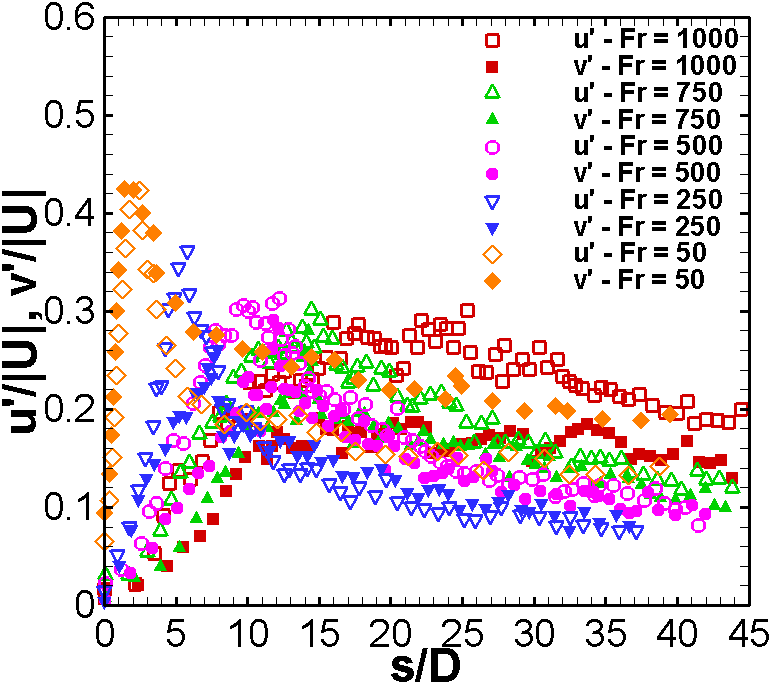 0.6
u' - Fr = 1000
v' - Fr = 1000
u' - Fr = 750
0.5
v' - Fr = 750
u' - Fr = 500
v' - Fr = 500
0.4
u' - Fr = 250
v' - Fr = 250
u' - Fr = 50
v' - Fr = 50
0.3
u'/|U|, v'/|U|
0.2
0.1
0
0 5 10 15 20 25 30 35 40 45
s/D